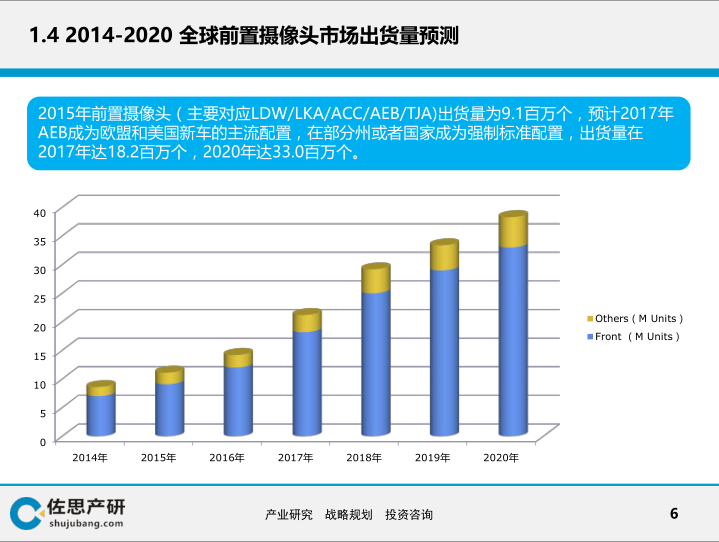 1.4 2014-2020 全球前置摄像头市场出货量预测
2015年前置摄像头（主要对应LDW/LKA/ACC/AEB/TJA)出货量为9.1百万个，预计2017年
AEB成为欧盟和美国新车的主流配置，在部分州或者国家成为强制标准配置，出货量在
2017年达18.2百万个，2020年达33.0百万个。
40
35
30
25
20
15
10
5
0
2014年 2015年 2016年 2017年 2018年 2019年 2020年
Others ( M Units )
Front ( M Units )
佐思产研
shujubang.com
产业研究 战略规划 投资咨询
6